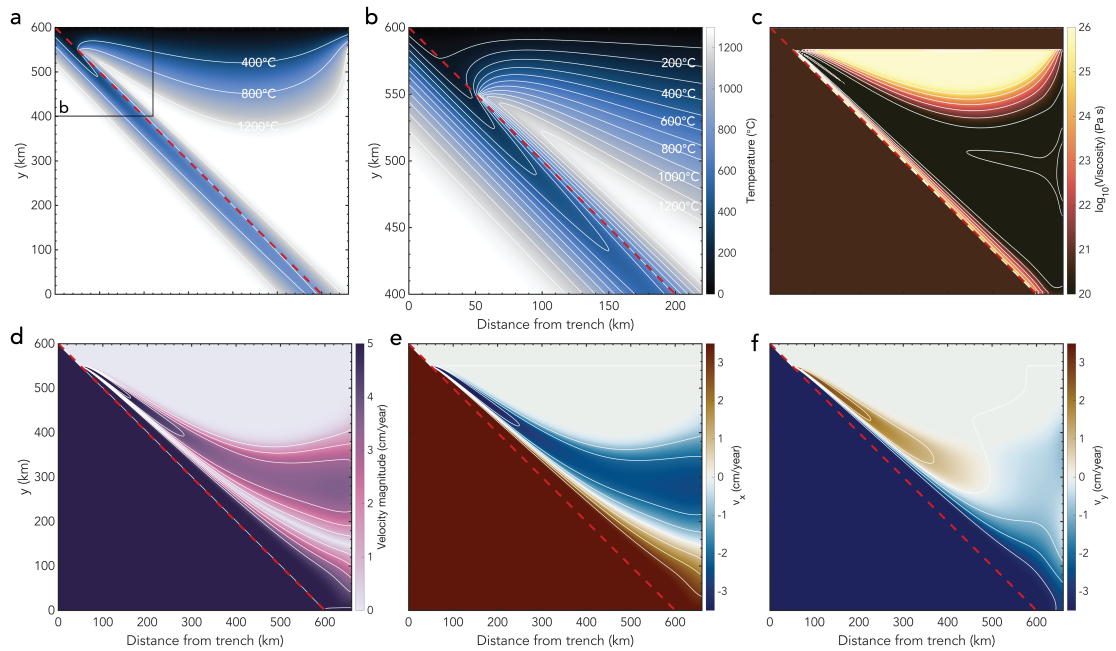 a
y (km)
600
500
400
300
200
100
0
400°C
800°C
1200°C
b
b
y (km)
600
550
500
450
400
0
50
100
150
200
Distance from trench (km)
200°C
400°C
600°C
800°C
1000°C
1200°C
1200
1000
800
600
400
200
0
Temperature (°C)
c
26
25
24
23
22
21
20
log10(Viscosity) (Pa s)
d
y (km)
600
500
400
300
200
100
0
0 100 200 300 400 500 600
Distance from trench (km)
5
4
3
2
1
0
Velocity magnitude (cm/year)
e
0 100 200 300 400 500 600
Distance from trench (km)
3
2
1
0
-1
-2
-3
vx (cm/year)
f
0 100 200 300 400 500 600
Distance from trench (km)
3
2
1
0
-1
-2
-3
vy (cm/year)